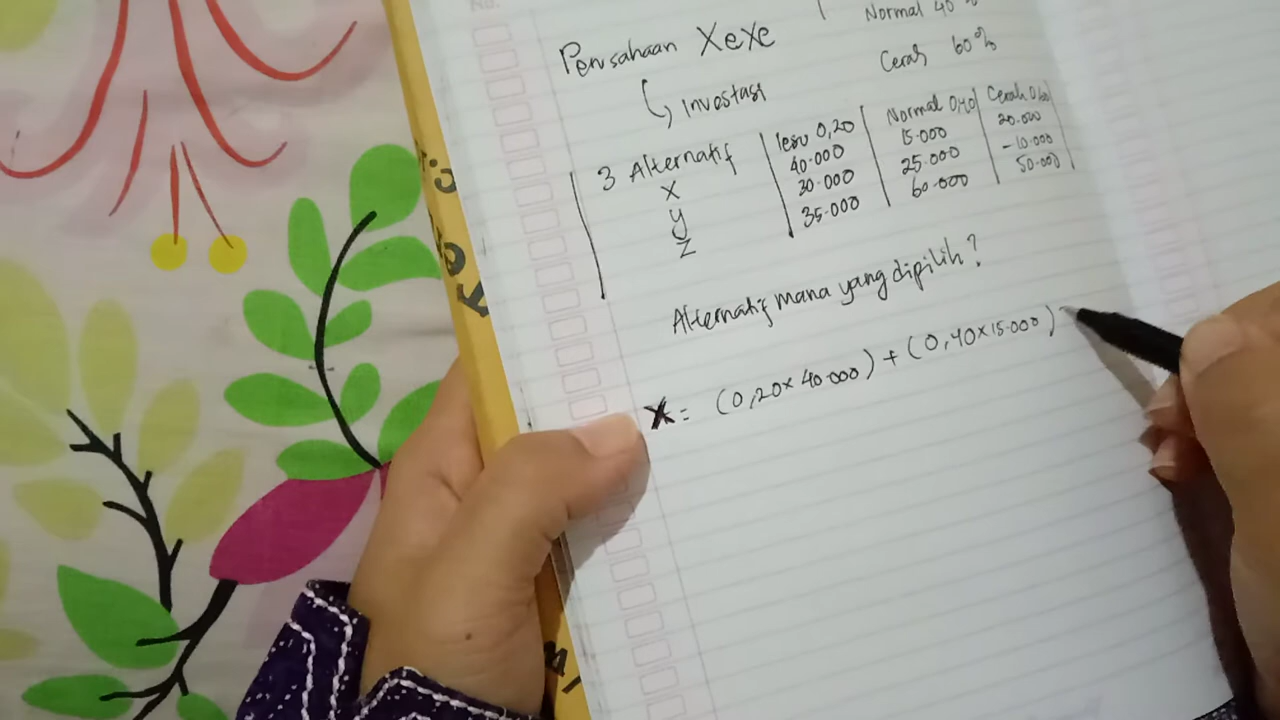 No.
Normal 40 %
Perusahaan XeXe
Cerah 60%
Investasi
3 Alternatif | lesu 0,20 | Normal 0,40 | Cerah 0,60
X 40.000 15.000 20.000
y 30.000 25.000 -10.000
Z 35.000 60.000 50.000
Alternatif mana yang dipilih?
X = (0,20 x 40.000) + (0,40 x 15.000)